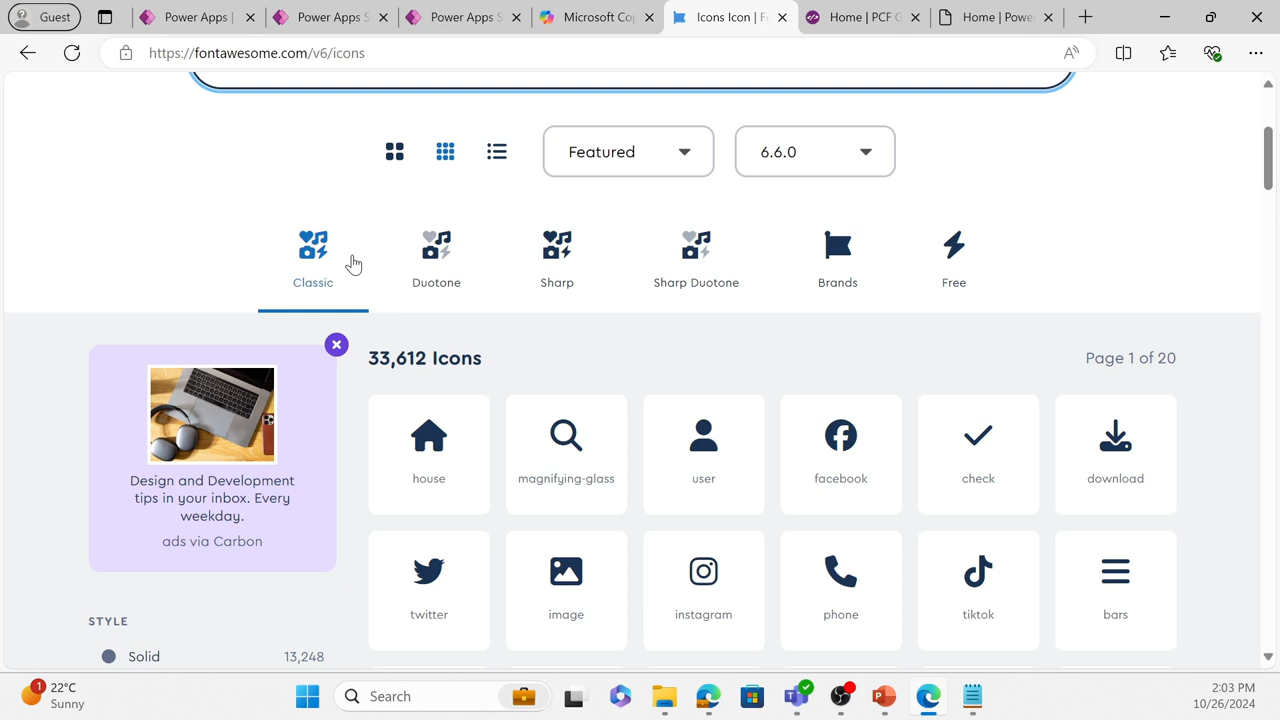 Guest
Power Apps |
Power Apps S
Power Apps S
Microsoft Co
Icons Icon | F
Home | PCF G
Home | Powe
https://fontawesome.com/v6/icons
Featured
6.6.0
Classic
Duotone
Sharp
Sharp Duotone
Brands
Free
33,612 Icons
Page 1 of 20
Design and Development
tips in your inbox. Every
weekday.
ads via Carbon
house
magnifying-glass
user
facebook
check
download
twitter
image
instagram
phone
tiktok
bars
STYLE
Solid
13,248
1
22°C
Sunny
Search
2:03 PM
10/26/2024